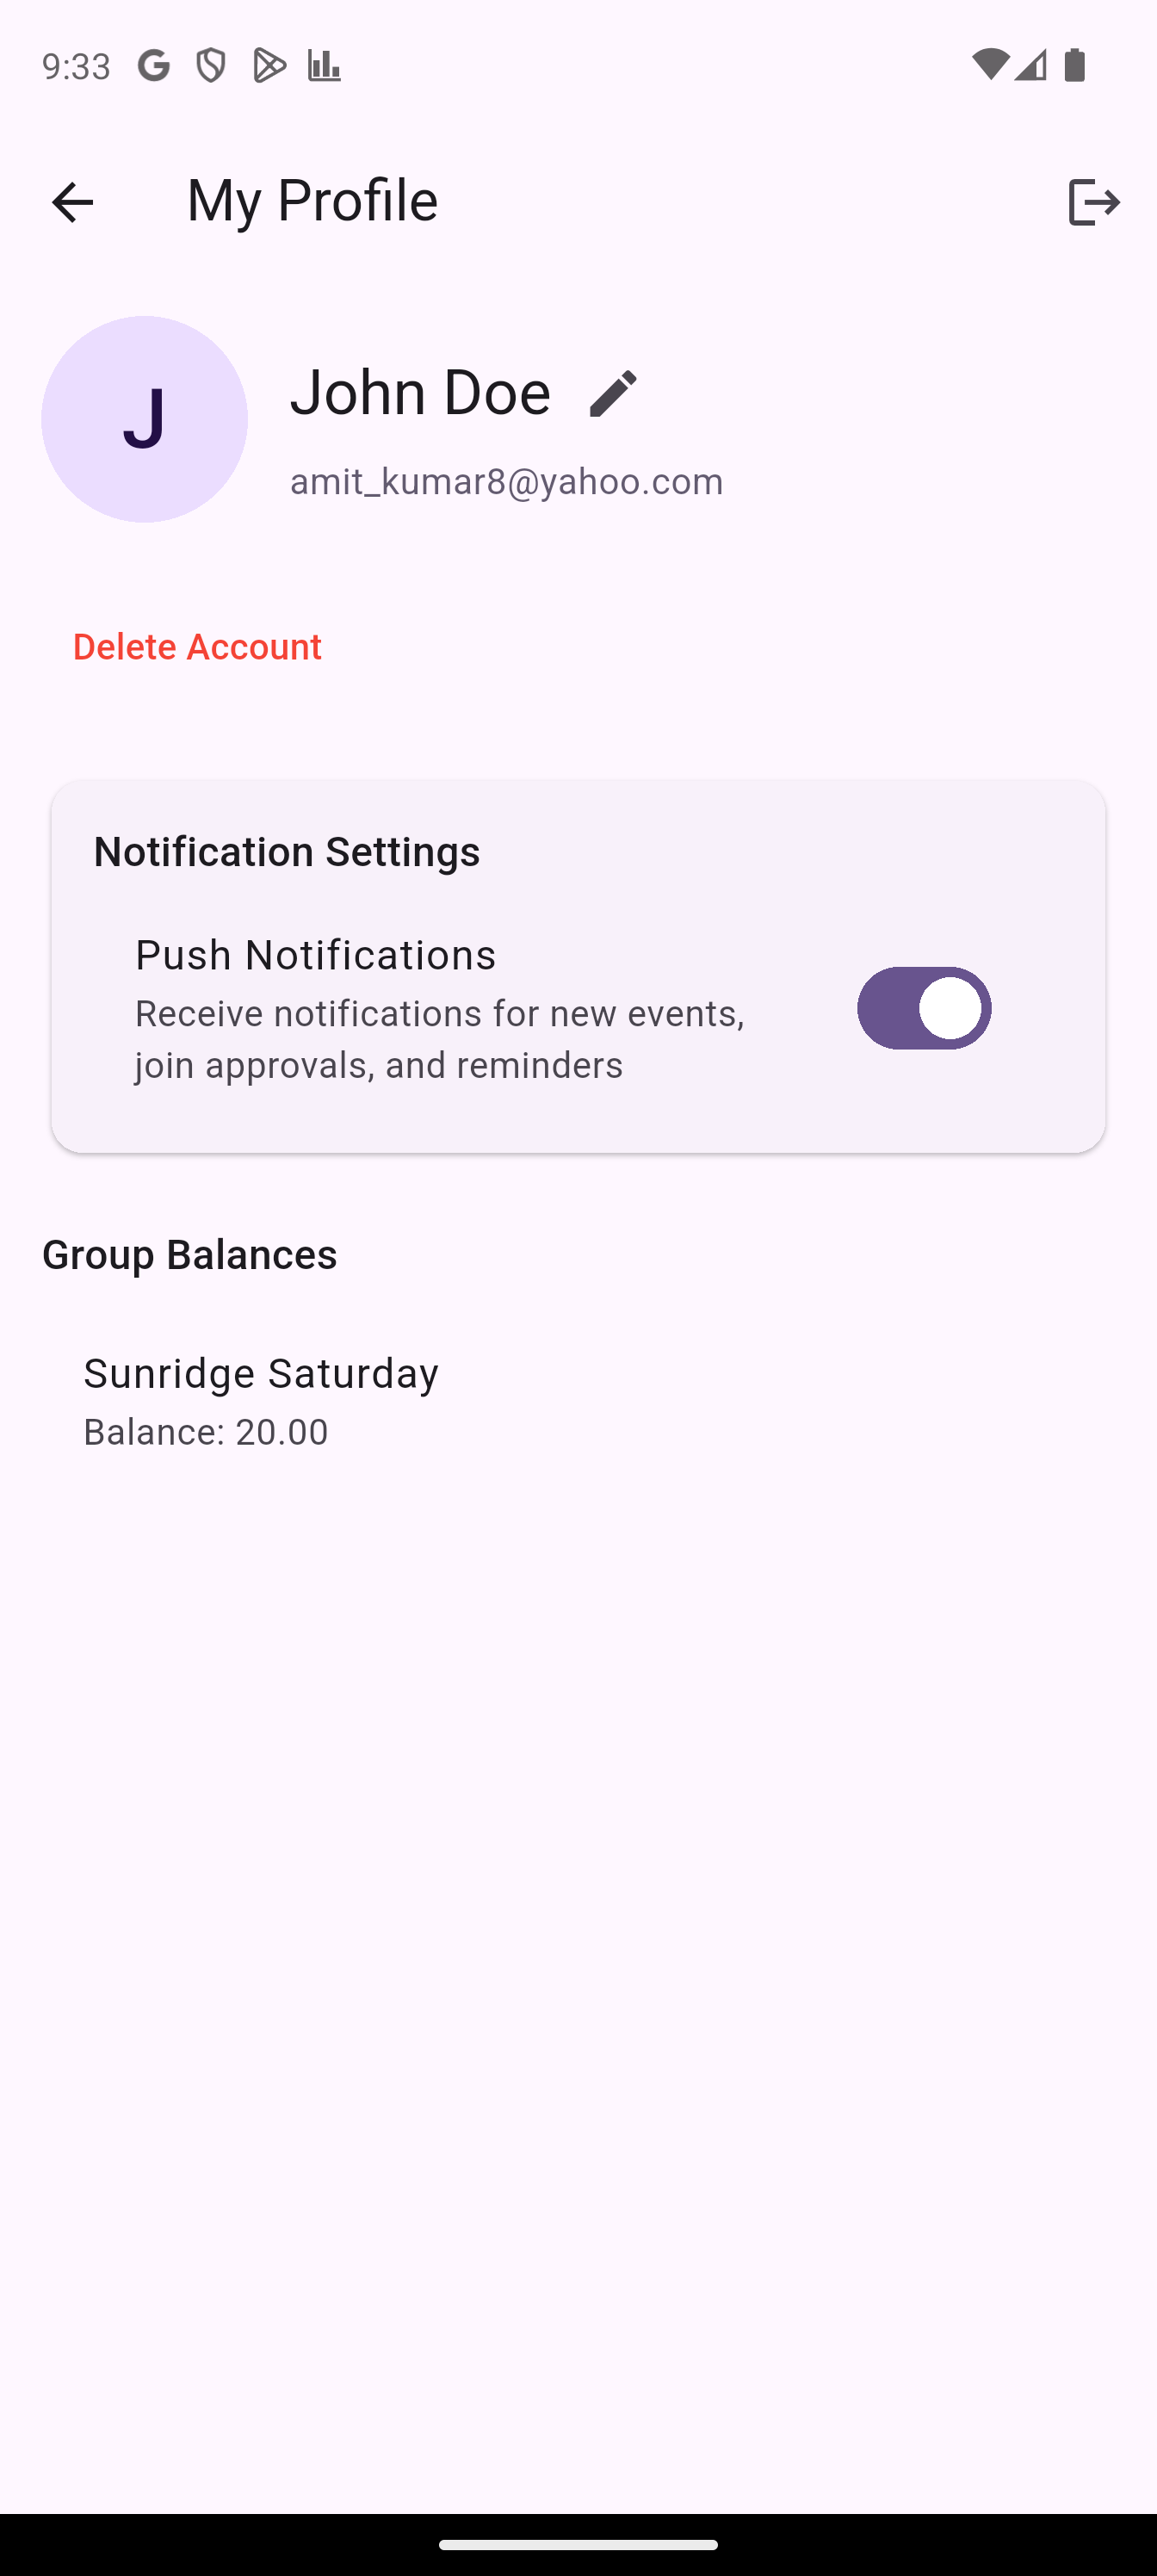 9:33
My Profile
J
John Doe
amit_kumar8@yahoo.com
Delete Account
Notification Settings
Push Notifications
Receive notifications for new events,
join approvals, and reminders
Group Balances
Sunridge Saturday
Balance: 20.00